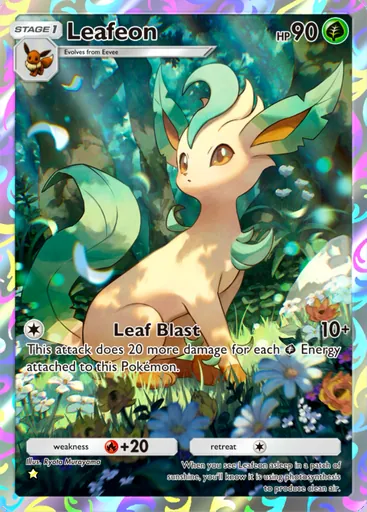 STAGE 1
Leafeon
HP 90
Evolves from Eevee
Leaf Blast 10+
This attack does 20 more damage for each Energy
attached to this Pokémon.
weakness +20 retreat
Illus. Ryota Murayama
When you see Leafeon asleep in a patch of
sunshine, you'll know it is using photosynthesis
to produce clean air.